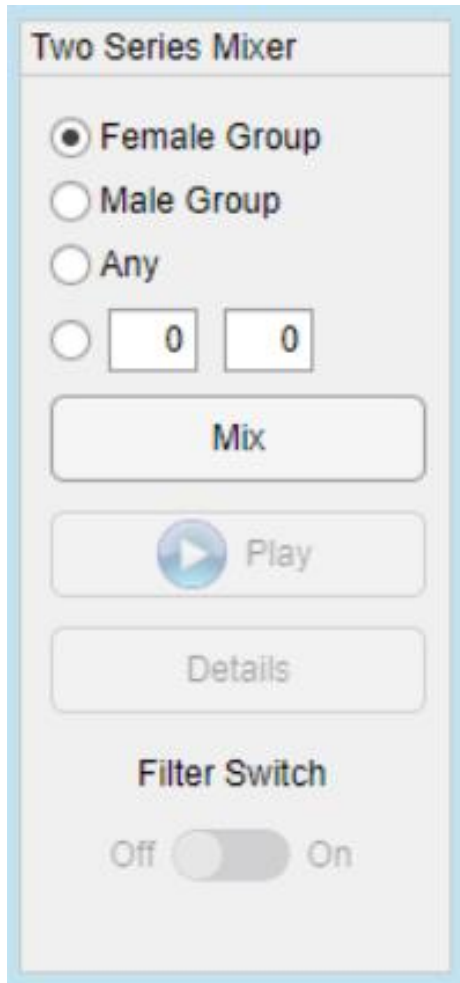 Two Series Mixer
Female Group
Male Group
Any
0 0
Mix
Play
Details
Filter Switch
Off On